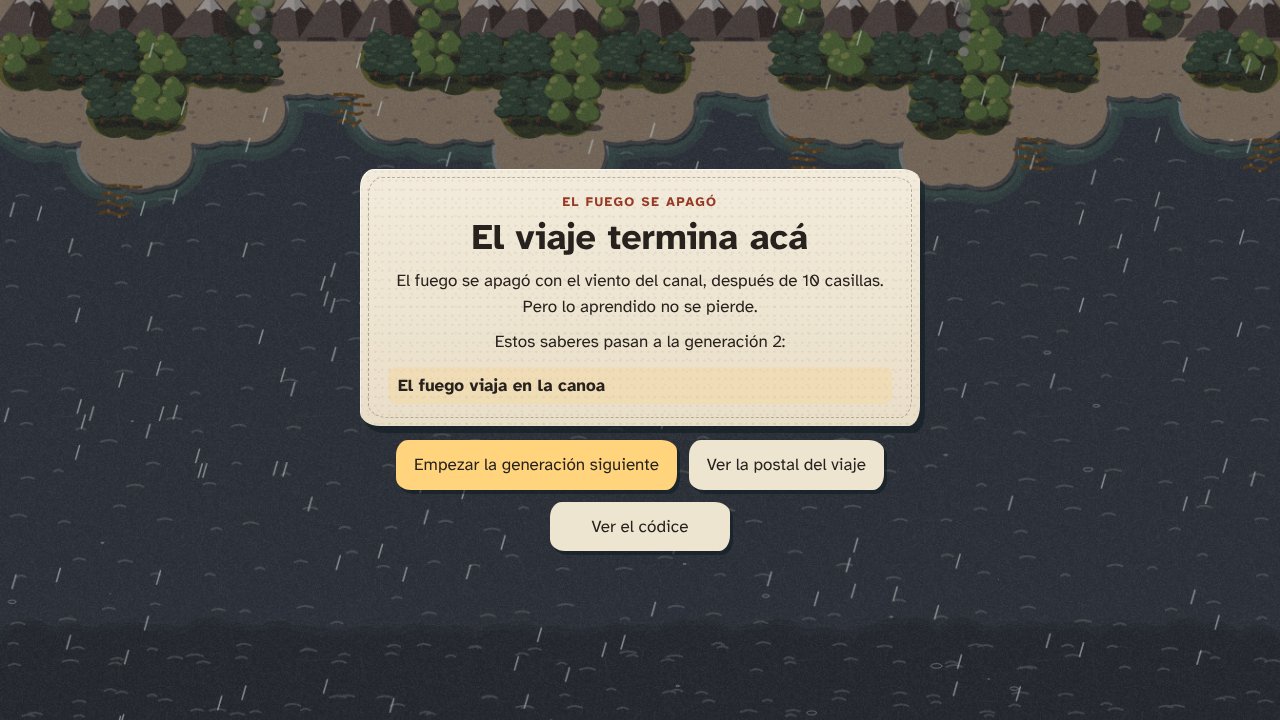 EL FUEGO SE APAGÓ
El viaje termina acá
El fuego se apagó con el viento del canal, después de 10 casillas.
Pero lo aprendido no se pierde.
Estos saberes pasan a la generación 2:
El fuego viaja en la canoa
Empezar la generación siguiente
Ver la postal del viaje
Ver el códice